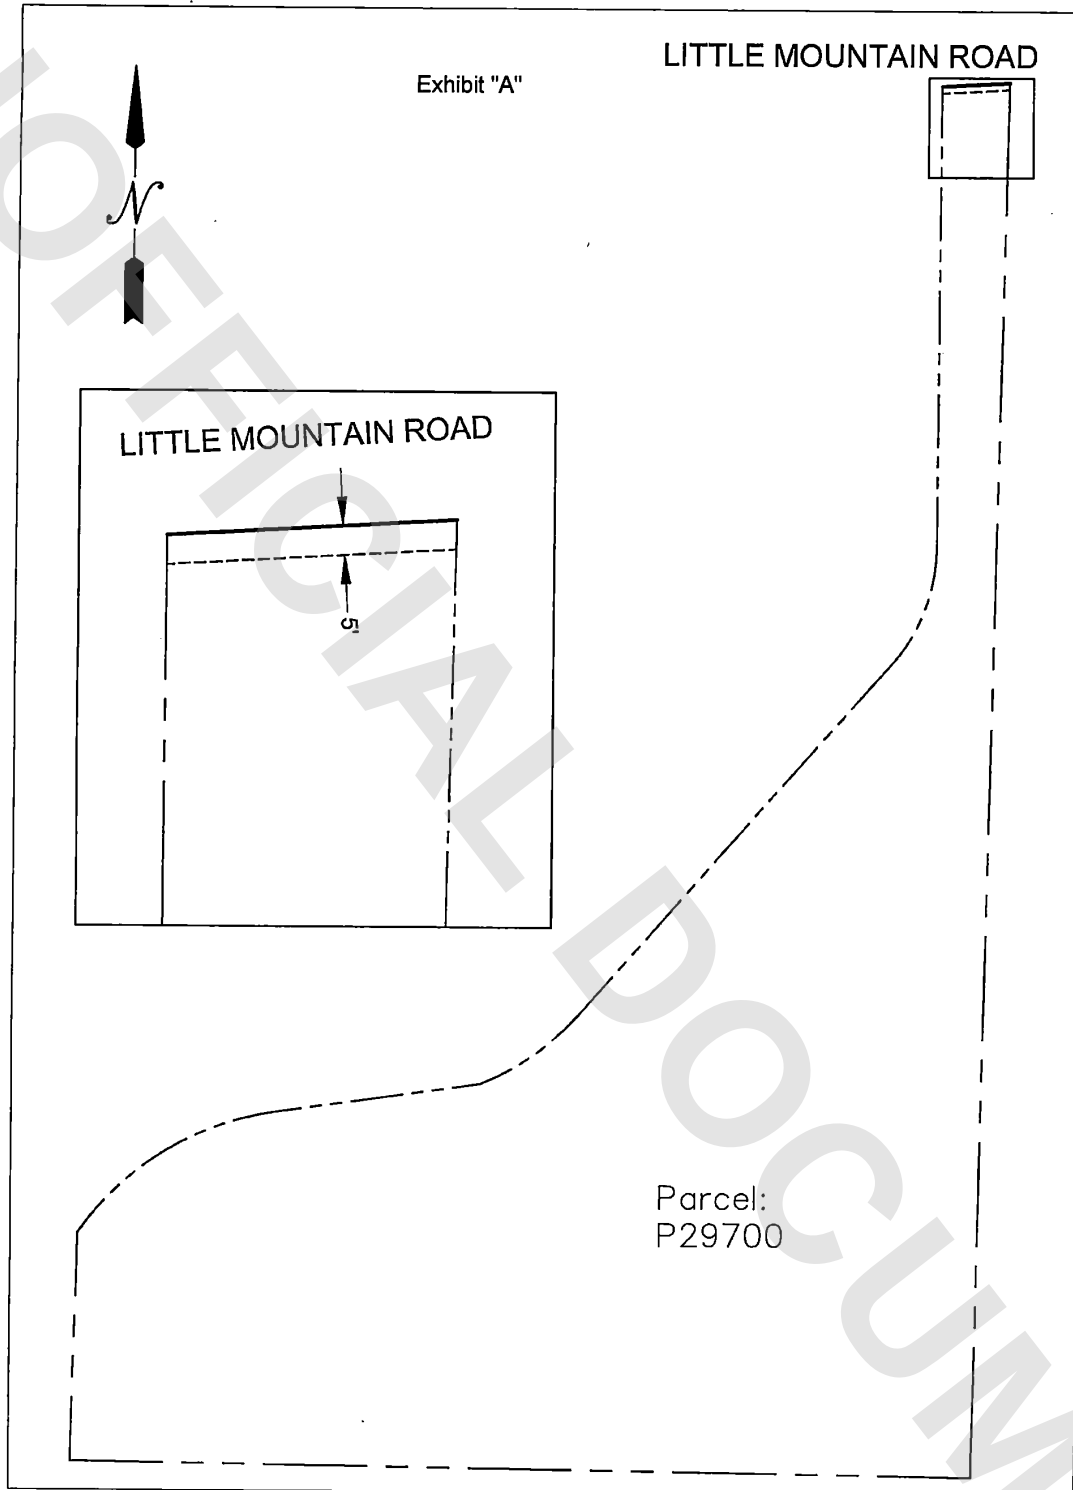 LITTLE MOUNTAIN ROAD
Exhibit "A"
N
LITTLE MOUNTAIN ROAD
5'
Parcel:
P29700
OFFICIAL DOCUM